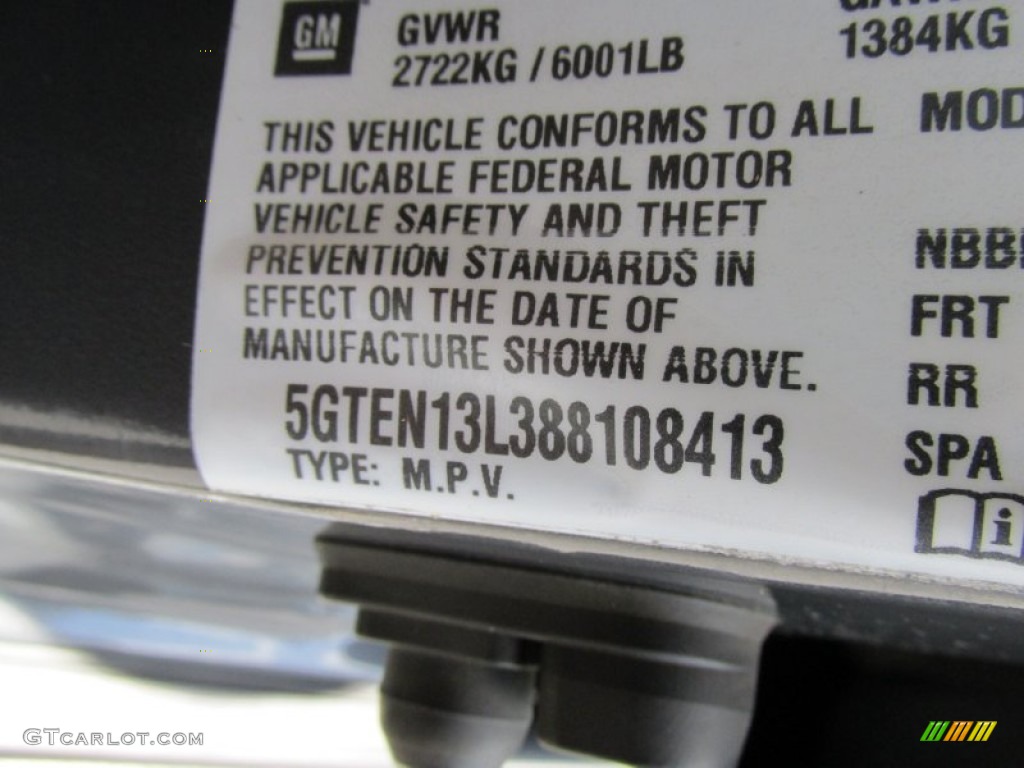 GM GVWR
2722KG / 6001LB
1384KG
THIS VEHICLE CONFORMS TO ALL
APPLICABLE FEDERAL MOTOR
VEHICLE SAFETY AND THEFT
PREVENTION STANDARDS IN
EFFECT ON THE DATE OF
MANUFACTURE SHOWN ABOVE.
5GTEN13L388108413
TYPE: M.P.V.
MOD
FRT
RR
SPA
GTCARLOT.COM